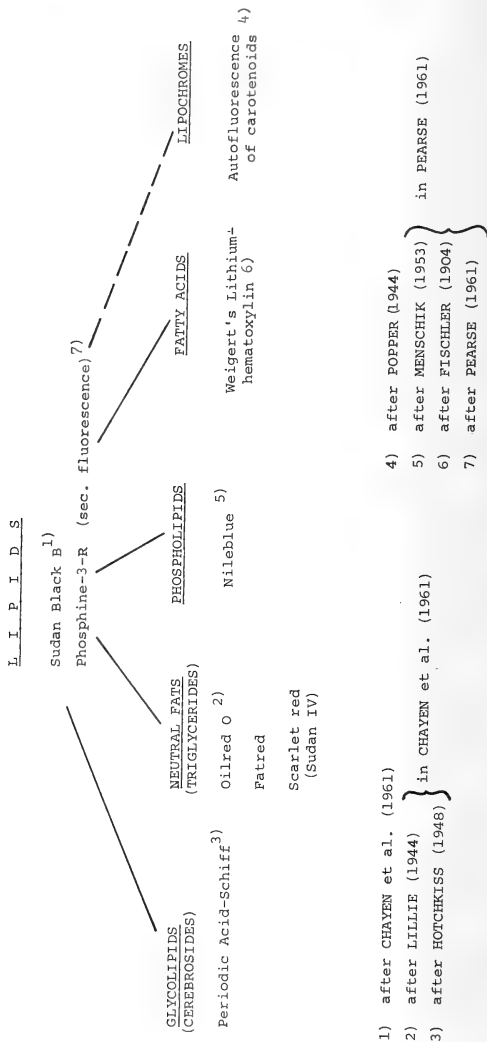 L I P I D S
Sudan Black B1)
Phosphine-3-R (sec. fluorescence)7)
GLYCOLIPIDS
(CEREBROSIDES)
Periodic Acid-Schiff3)
NEUTRAL FATS
(TRIGLYCERIDES)
Oilred O 2)
Fatred
Scarlet red
(Sudan IV)
PHOSPHOLIPIDS
Nileblue 5)
FATTY ACIDS
Weigert's Lithium-
hematoxylin 6)
LIPOCHROMES
Autofluorescence
of carotenoids 4)
1) after CHAYEN et al. (1961)
2) after LILLIE (1944)
3) after HOTCHKISS (1948)
in CHAYEN et al. (1961)
4) after POPPER (1944)
5) after MENSCHIK (1953)
6) after FISCHLER (1904)
7) after PEARSE (1961)
in PEARSE (1961)